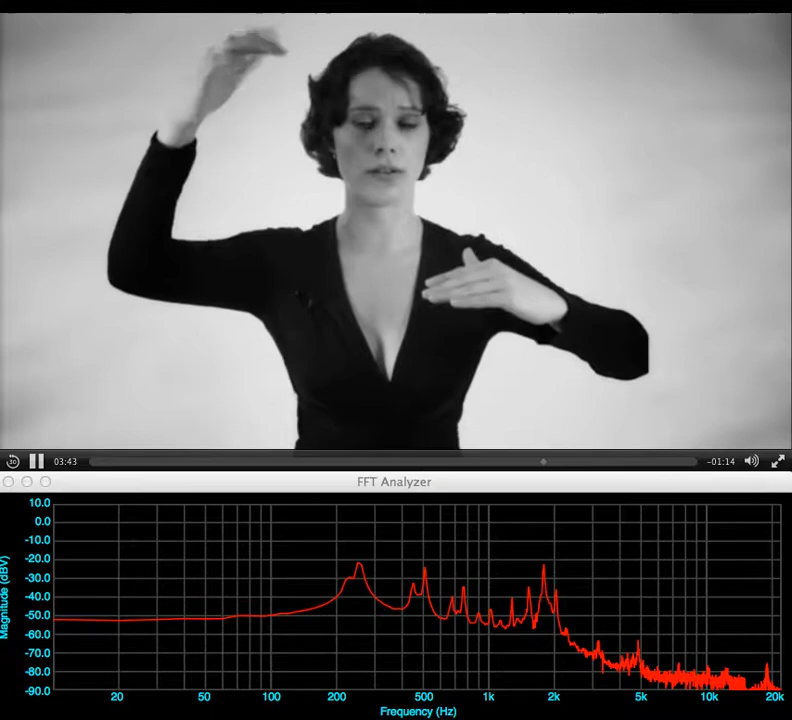 30 03:43 -01:14
FFT Analyzer
10.0
0.0
-10.0
-20.0
-30.0
-40.0
-50.0
-60.0
-70.0
-80.0
-90.0
Magnitude (dBV)
20 50 100 200 500 1k 2k 5k 10k 20k
Frequency (Hz)